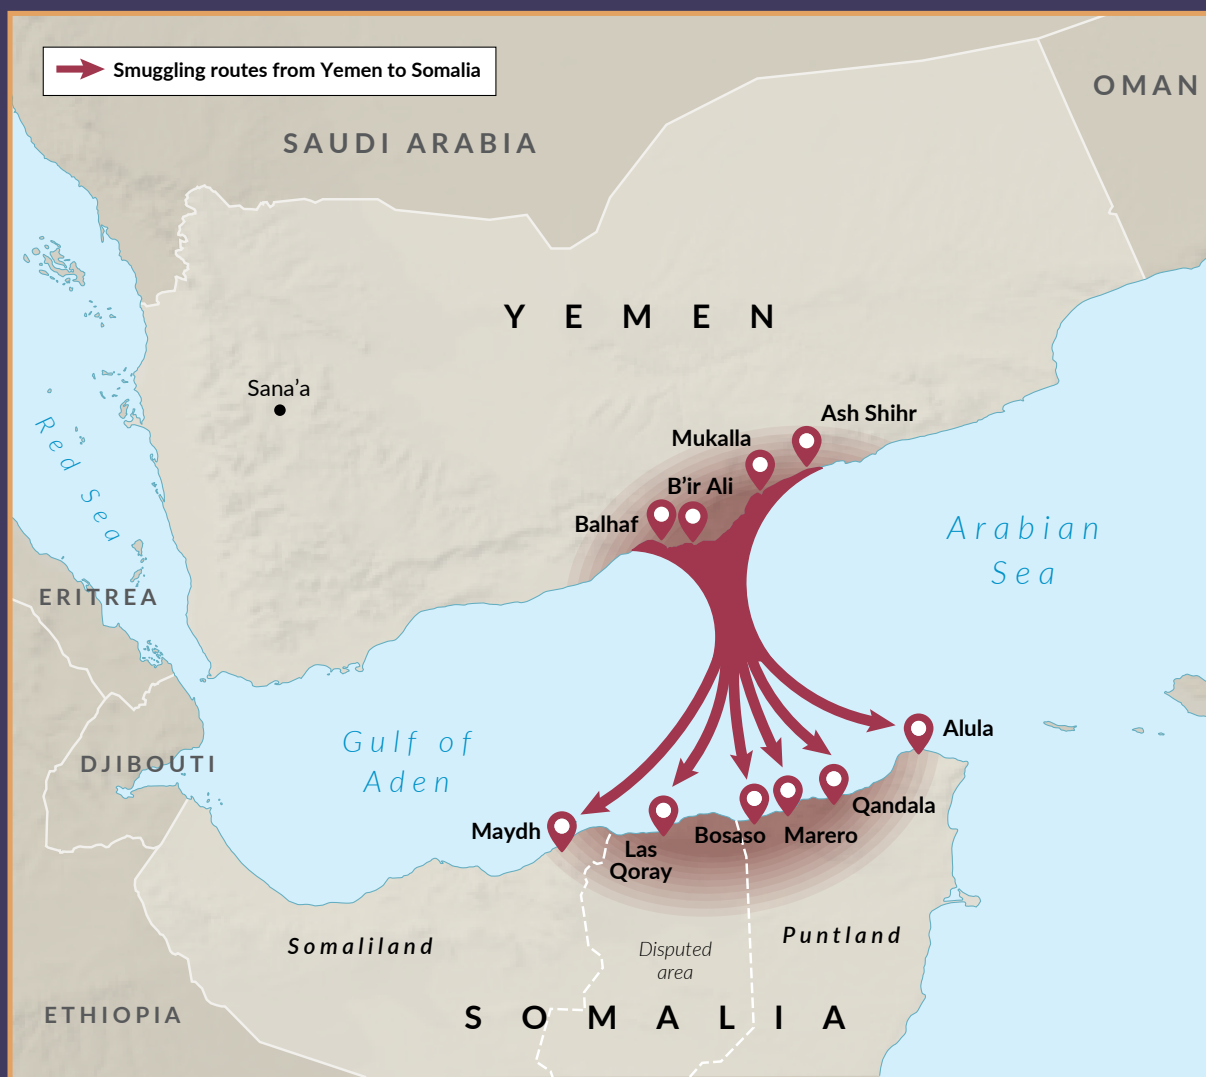 Smuggling routes from Yemen to Somalia
OMAN
SAUDI ARABIA
YEMEN
Sana’a
Ash Shihr
Mukalla
B’ir Ali
Balhaf
Red Sea
Arabian
Sea
ERITREA
Gulf of
Aden
DJIBOUTI
Alula
Qandala
Maydh
Bosaso
Marero
Las
Qoray
Somaliland
Disputed
area
Puntland
ETHIOPIA
SOMALIA